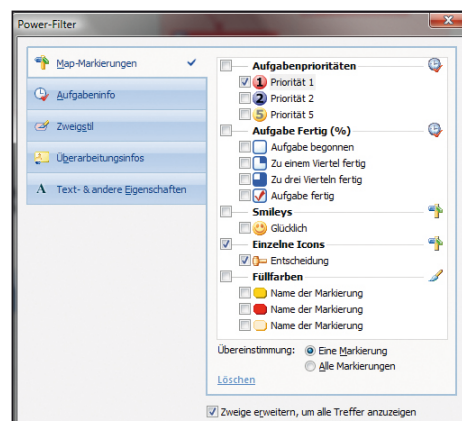 Power-Filter
Map-Markierungen
Aufgabeninfo
Zweigstil
Überarbeitungsinfos
A Text- & andere Eigenschaften
Aufgabenprioritäten
1 Priorität 1
2 Priorität 2
5 Priorität 5
Aufgabe Fertig (%)
Aufgabe begonnen
Zu einem Viertel fertig
Zu drei Vierteln fertig
Aufgabe fertig
Smileys
Glücklich
Einzelne Icons
Entscheidung
Füllfarben
Name der Markierung
Name der Markierung
Name der Markierung
Übereinstimmung: Eine Markierung
Alle Markierungen
Löschen
Zweige erweitern, um alle Treffer anzuzeigen